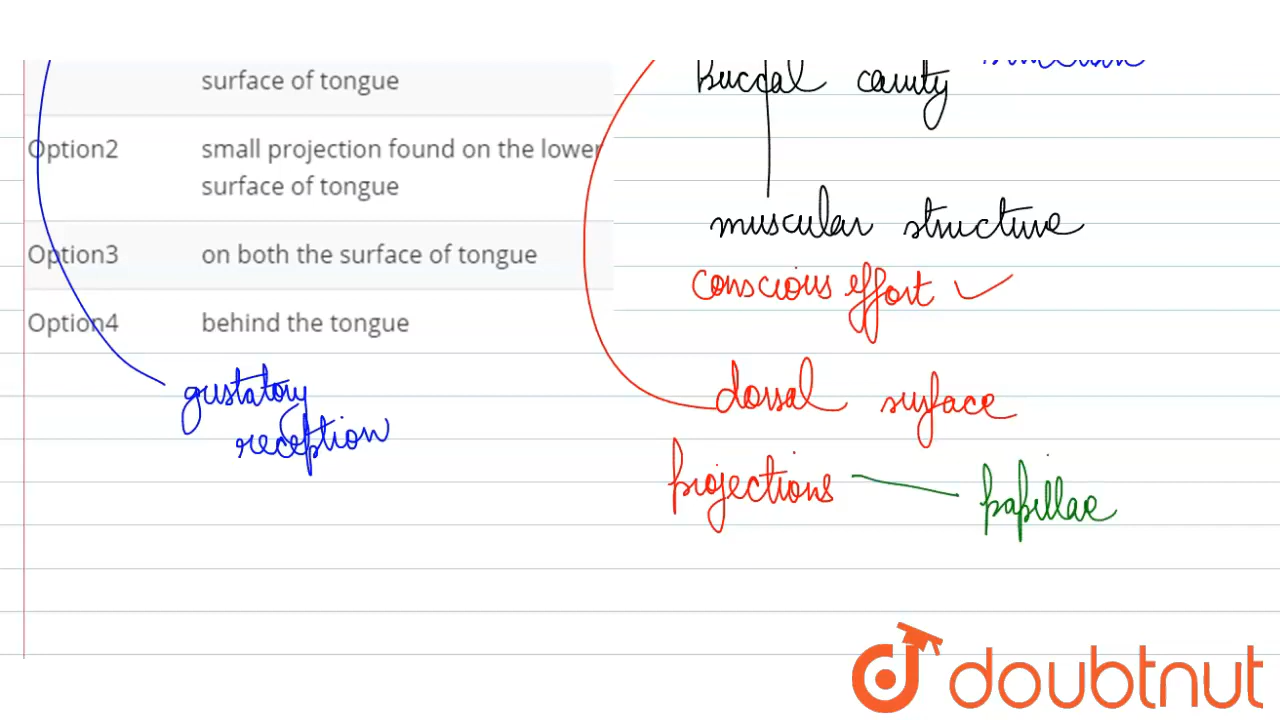 surface of tongue
Option2 small projection found on the lower
surface of tongue
Option3 on both the surface of tongue
Option4 behind the tongue
gustatory
reception
Buccal cavity
muscular structure
conscious effort ✓
dorsal surface
projections
papillae
doubtnut